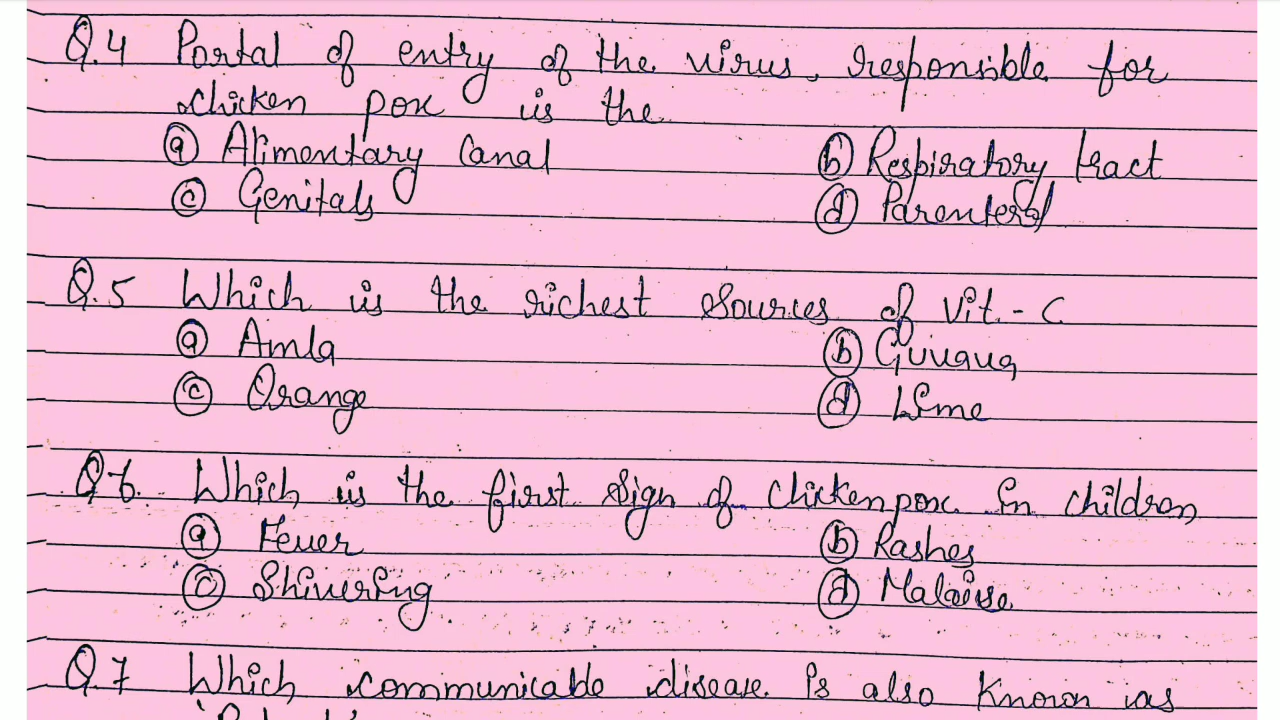 Q.4 Portal of entry of the virus responsible for
chicken pox is the
(a) Alimentary Canal (b) Respiratory tract
(c) Genitals (d) Parenteral
Q.5 Which is the richest sources of Vit.-C
(a) Amla (b) Guuaua
(c) Orange (d) Lime
Q6. Which is the first sign of chickenpox in children
(a) Fever (b) Rashes
(c) Shivering (d) Malaise
Q.7 Which communicable disease is also known as